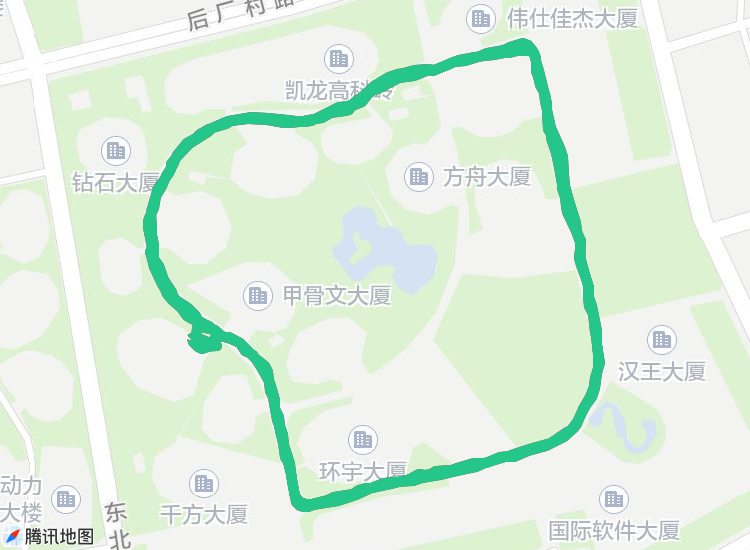 后厂村路
伟仕佳杰大厦
凯龙高科岭
钻石大厦
方舟大厦
甲骨文大厦
汉王大厦
环宇大厦
动力
大楼
千方大厦
东北
国际软件大厦
腾讯地图